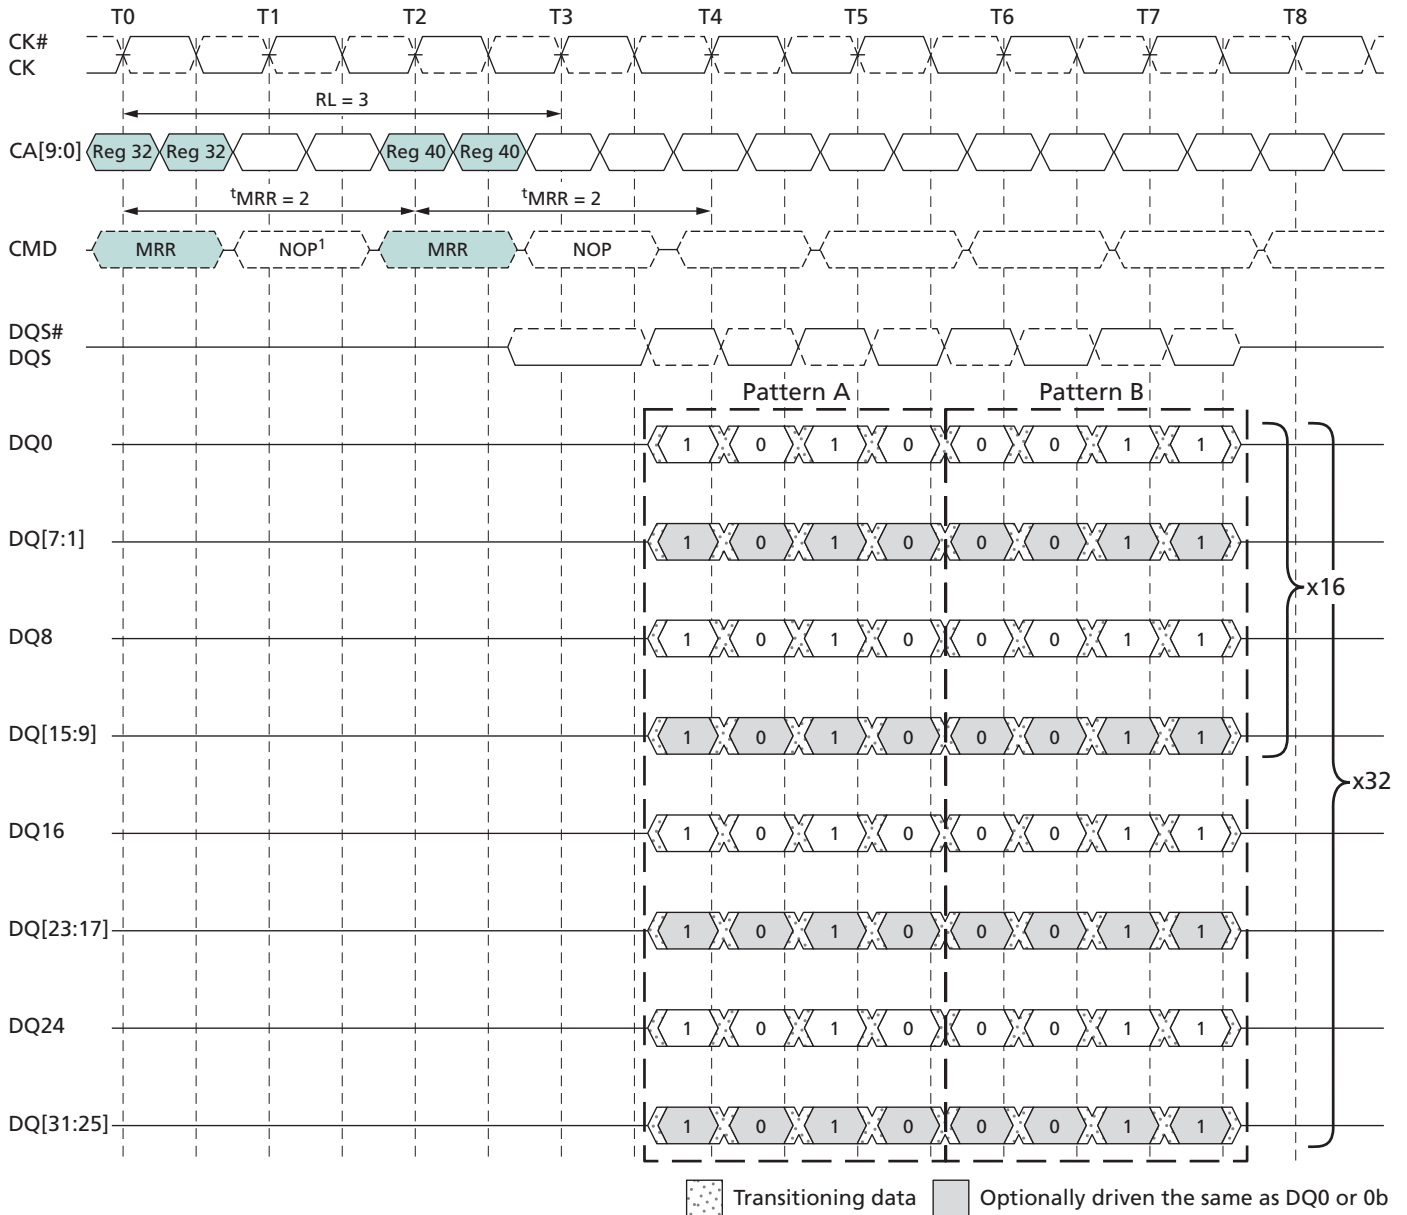 T0 T1 T2 T3 T4 T5 T6 T7 T8
CK#
CK
RL = 3
CA[9:0] Reg 32 Reg 32 Reg 40 Reg 40
tMRR = 2 tMRR = 2
CMD MRR NOP1 MRR NOP
DQS#
DQS
Pattern A Pattern B
DQ0 1 0 1 0 0 0 1 1
DQ[7:1] 1 0 1 0 0 0 1 1
x16
DQ8 1 0 1 0 0 0 1 1
DQ[15:9] 1 0 1 0 0 0 1 1
x32
DQ16 1 0 1 0 0 0 1 1
DQ[23:17] 1 0 1 0 0 0 1 1
DQ24 1 0 1 0 0 0 1 1
DQ[31:25] 1 0 1 0 0 0 1 1
Transitioning data Optionally driven the same as DQ0 or 0b